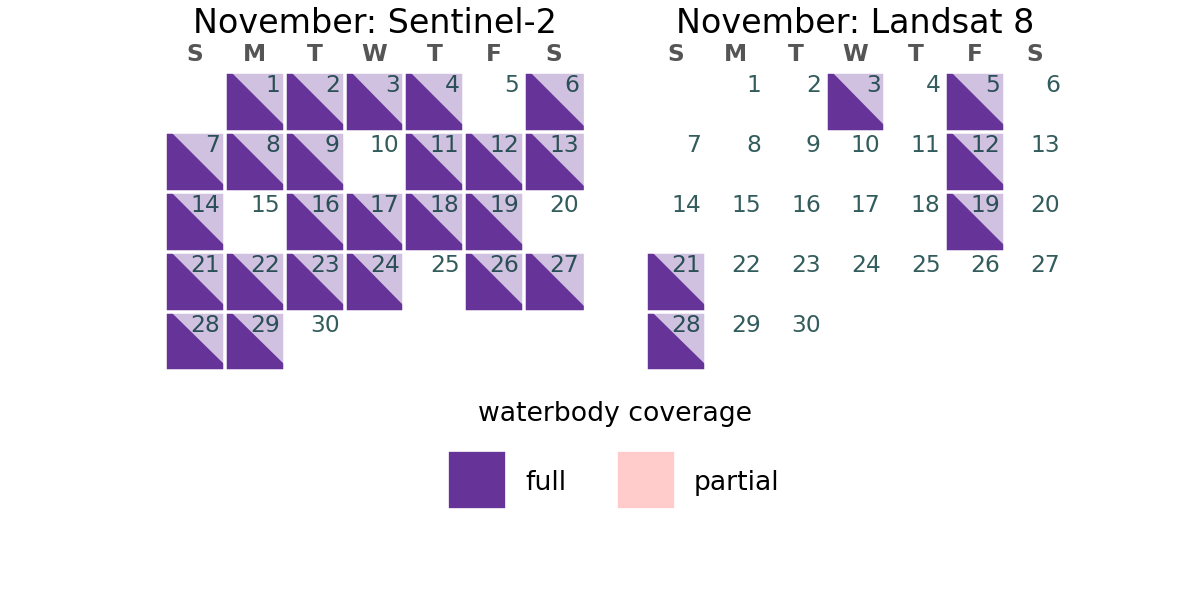 November: Sentinel-2
S M T W T F S
1 2 3 4 5 6
7 8 9 10 11 12 13
14 15 16 17 18 19 20
21 22 23 24 25 26 27
28 29 30
November: Landsat 8
S M T W T F S
1 2 3 4 5 6
7 8 9 10 11 12 13
14 15 16 17 18 19 20
21 22 23 24 25 26 27
28 29 30
waterbody coverage
full partial